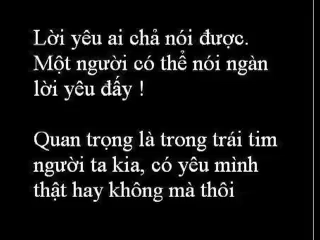 Lời yêu ai chả nói được.
Một người có thể nói ngàn
lời yêu đấy !
Quan trọng là trong trái tim
người ta kia, có yêu mình
thật hay không mà thôi